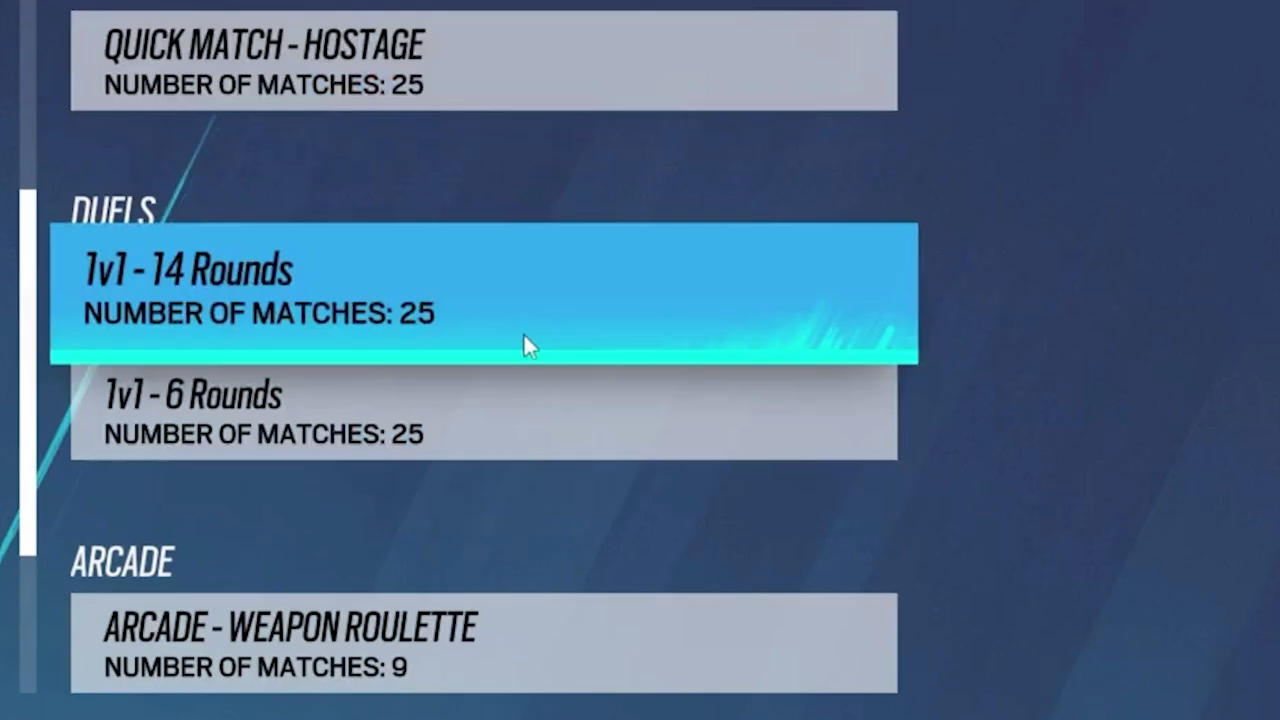 QUICK MATCH - HOSTAGE
NUMBER OF MATCHES: 25
DUELS
1v1 - 14 Rounds
NUMBER OF MATCHES: 25
1v1 - 6 Rounds
NUMBER OF MATCHES: 25
ARCADE
ARCADE - WEAPON ROULETTE
NUMBER OF MATCHES: 9